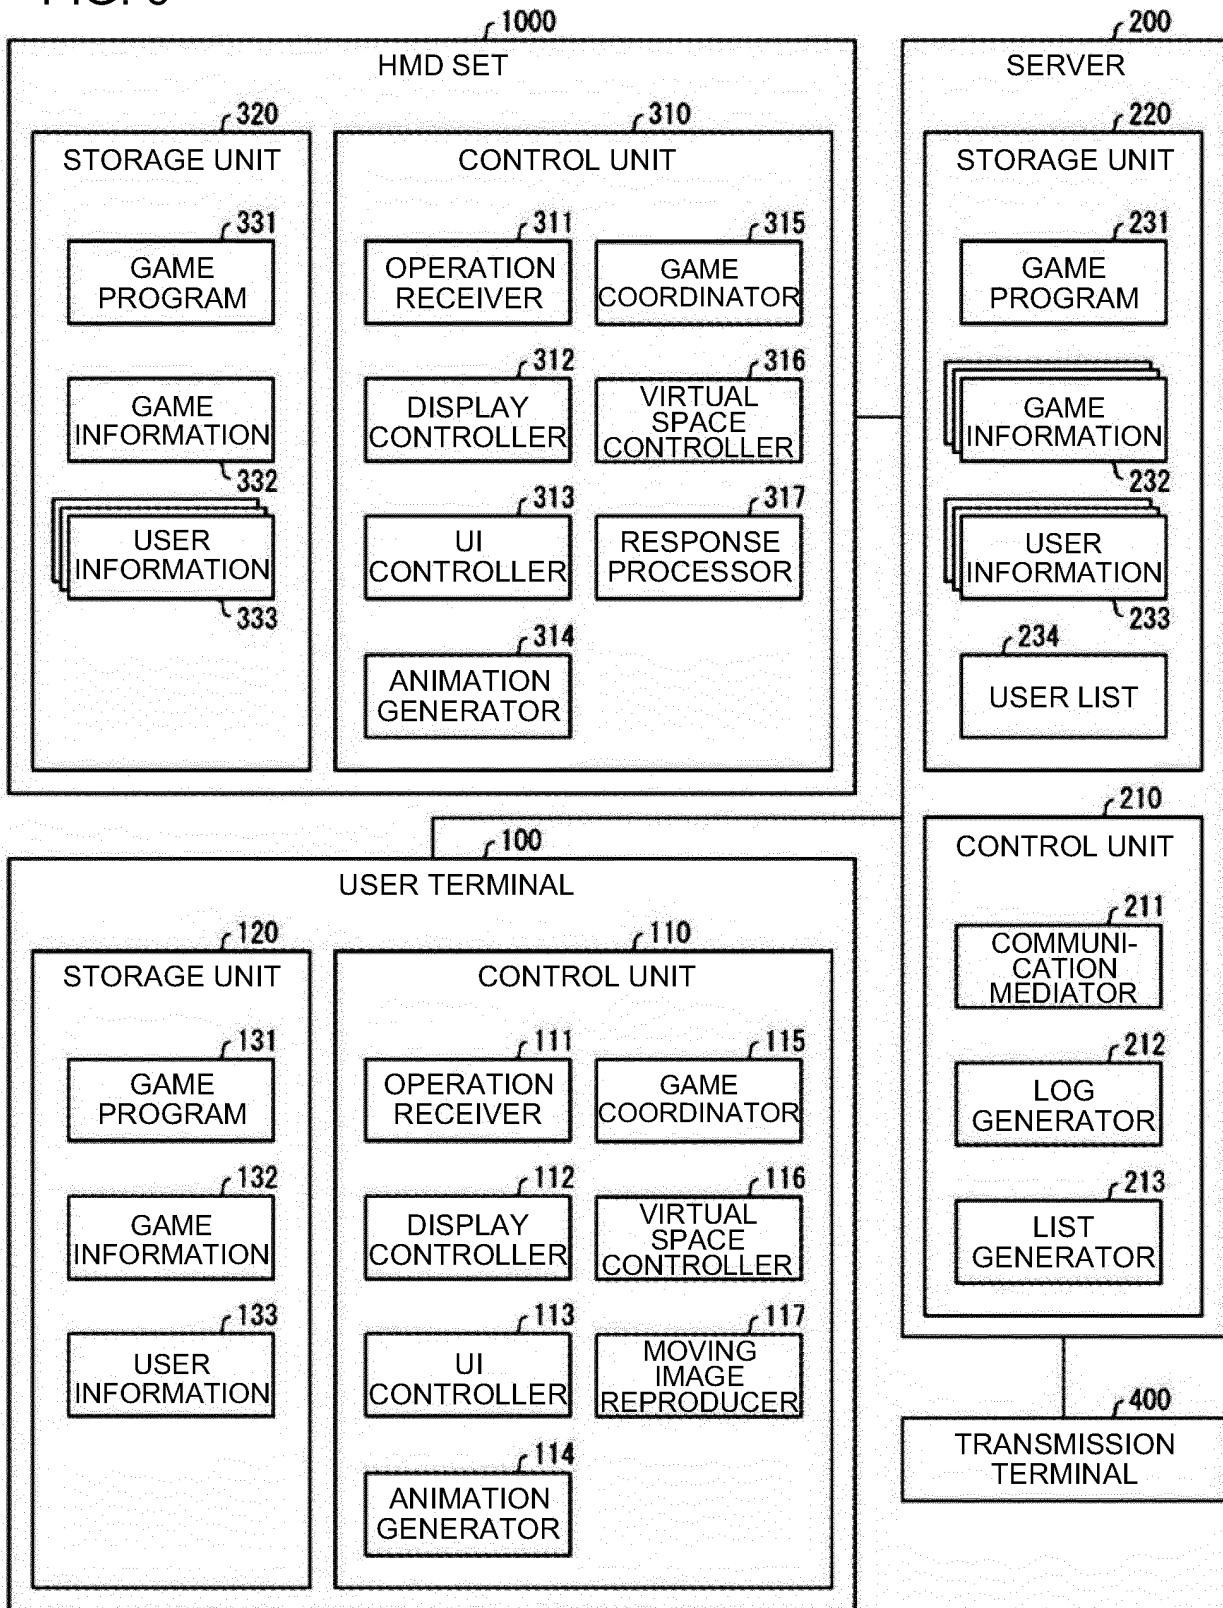 1000
HMD SET
320
STORAGE UNIT
331
GAME
PROGRAM
GAME
INFORMATION
332
USER
INFORMATION
333
310
CONTROL UNIT
311
OPERATION
RECEIVER
315
GAME
COORDINATOR
312
DISPLAY
CONTROLLER
316
VIRTUAL
SPACE
CONTROLLER
313
UI
CONTROLLER
317
RESPONSE
PROCESSOR
314
ANIMATION
GENERATOR
200
SERVER
220
STORAGE UNIT
231
GAME
PROGRAM
GAME
INFORMATION
232
USER
INFORMATION
233
234
USER LIST
210
CONTROL UNIT
211
COMMUNI-
CATION
MEDIATOR
212
LOG
GENERATOR
213
LIST
GENERATOR
100
USER TERMINAL
120
STORAGE UNIT
131
GAME
PROGRAM
132
GAME
INFORMATION
133
USER
INFORMATION
110
CONTROL UNIT
111
OPERATION
RECEIVER
115
GAME
COORDINATOR
112
DISPLAY
CONTROLLER
116
VIRTUAL
SPACE
CONTROLLER
113
UI
CONTROLLER
117
MOVING
IMAGE
REPRODUCER
114
ANIMATION
GENERATOR
400
TRANSMISSION
TERMINAL